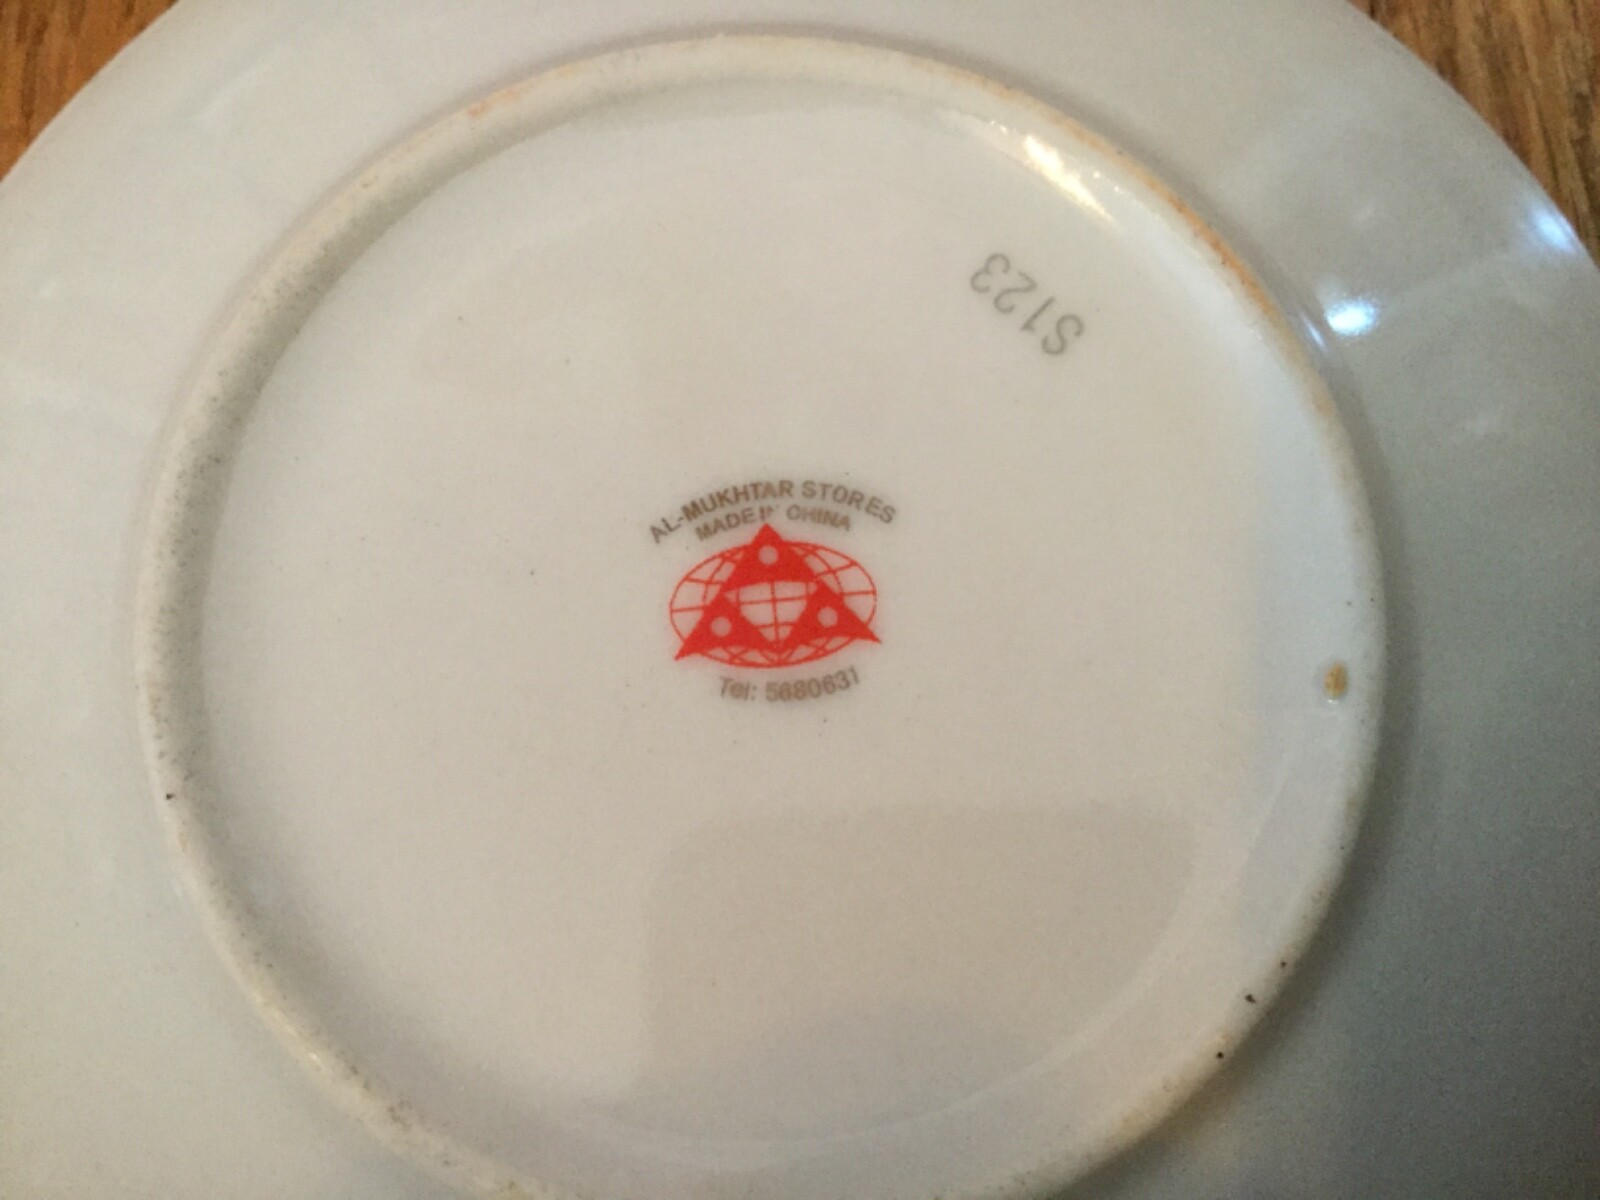 S123
AL-MUKHTAR STORES
MADE IN CHINA
Tel: 5680631